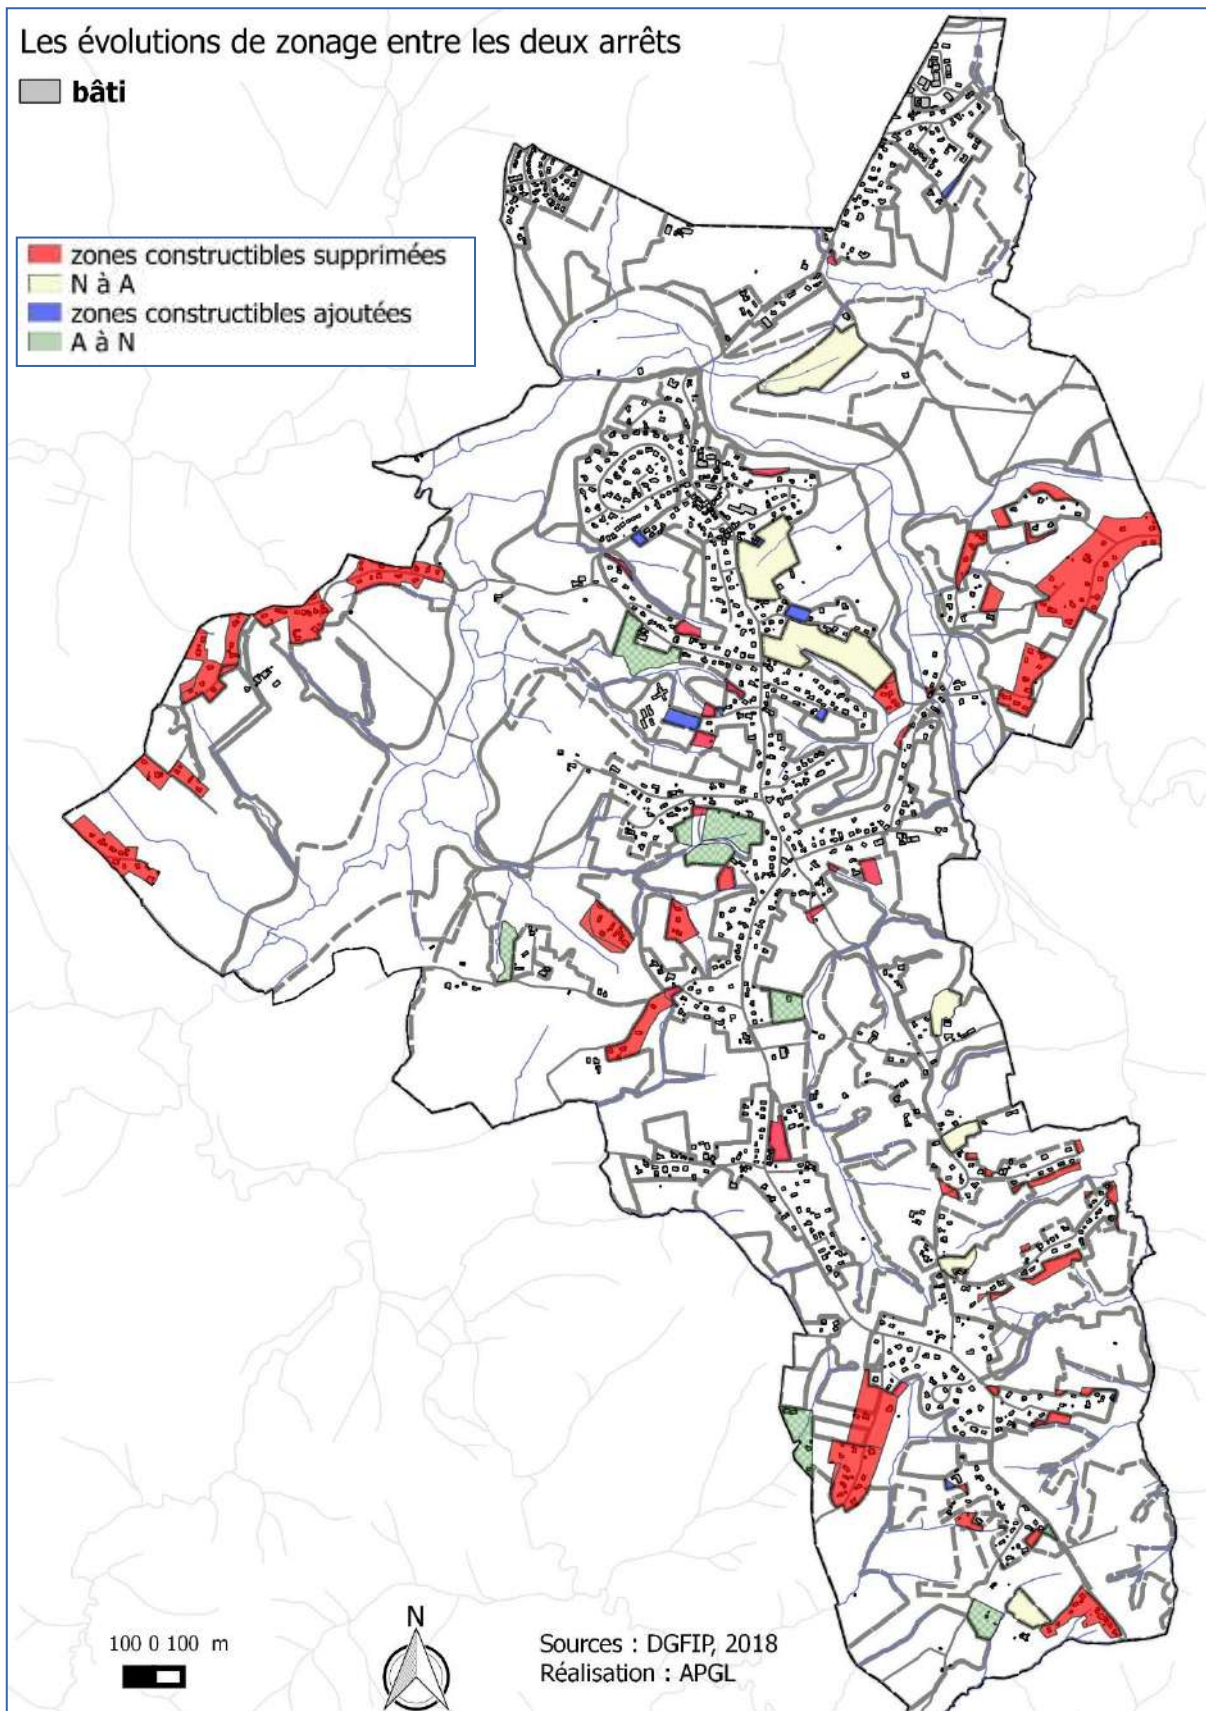 Les évolutions de zonage entre les deux arrêts
bâti
zones constructibles supprimées
N à A
zones constructibles ajoutées
A à N
100 0 100 m
N
Sources : DGFIP, 2018
Réalisation : APGL